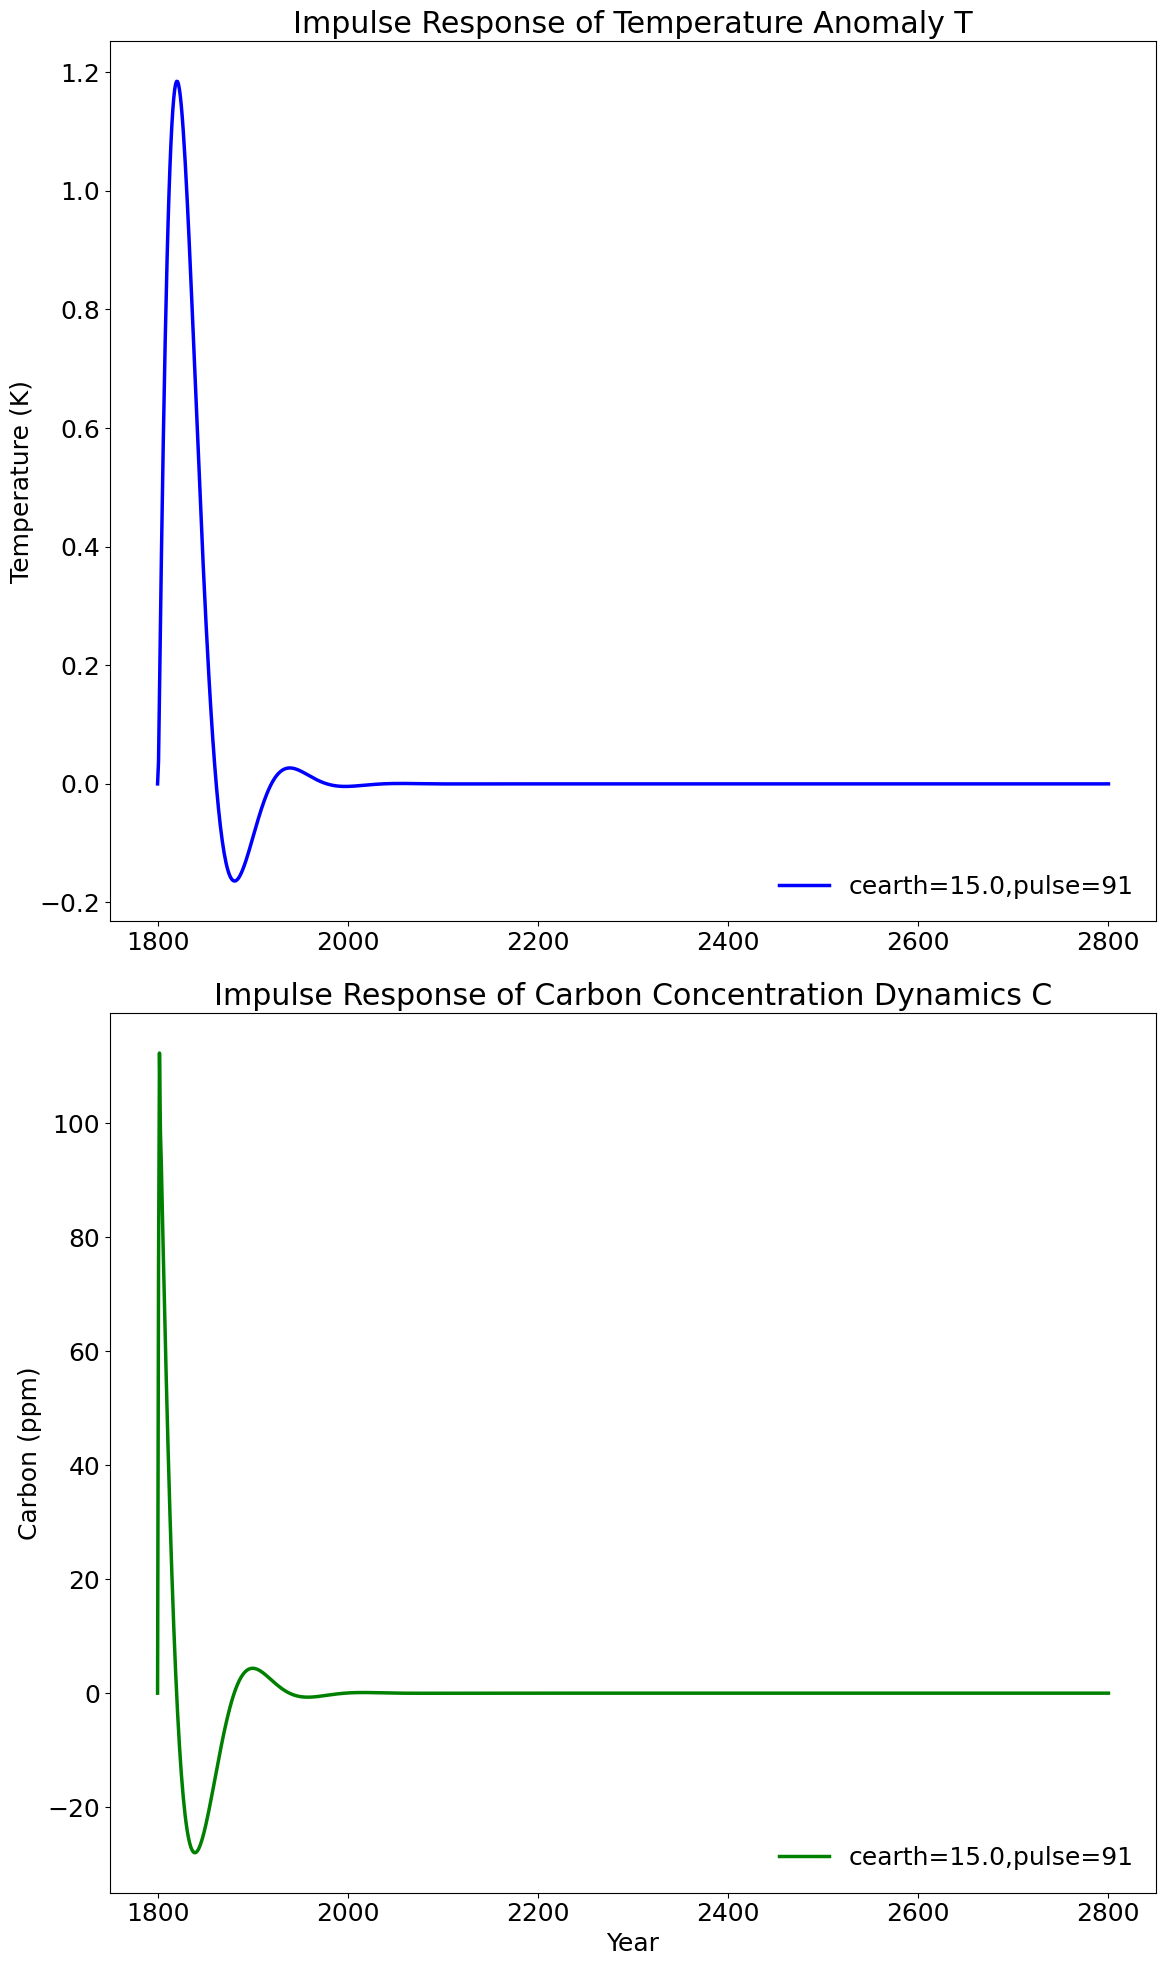 Impulse Response of Temperature Anomaly T
Temperature (K)
1.2
1.0
0.8
0.6
0.4
0.2
0.0
−0.2
cearth=15.0,pulse=91
1800 2000 2200 2400 2600 2800
Impulse Response of Carbon Concentration Dynamics C
Carbon (ppm)
100
80
60
40
20
0
−20
cearth=15.0,pulse=91
1800 2000 2200 2400 2600 2800
Year